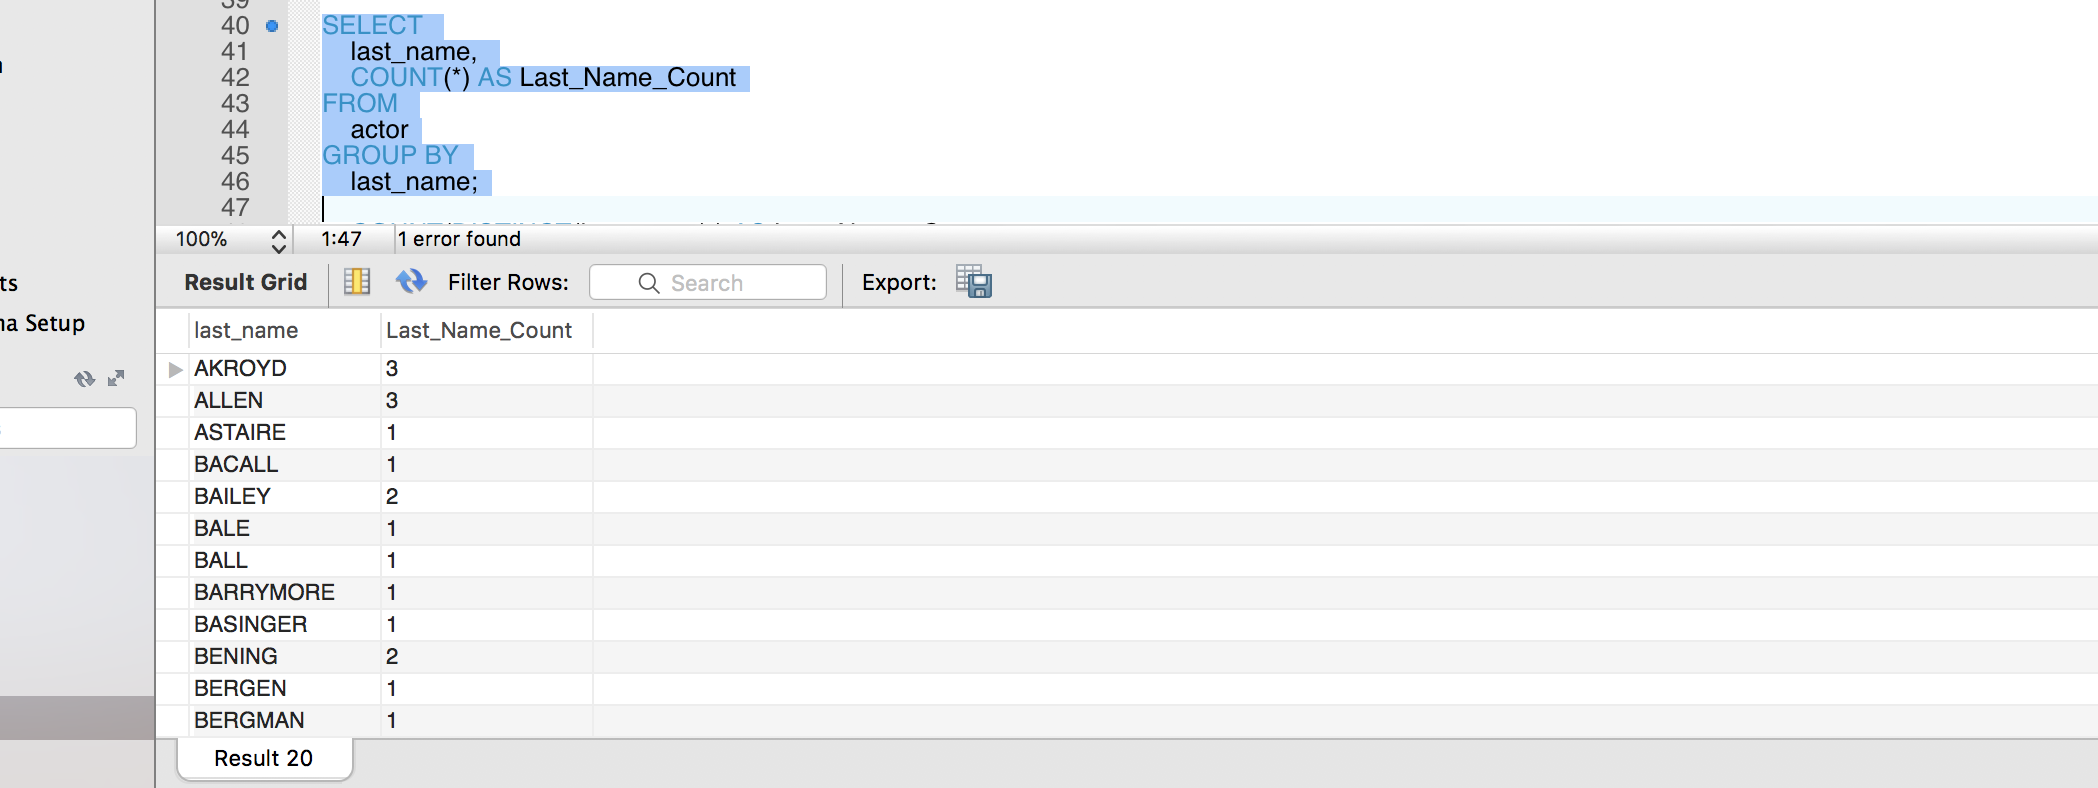 39
40 SELECT
41 last_name,
42 COUNT(*) AS Last_Name_Count
43 FROM
44 actor
45 GROUP BY
46 last_name;
47
100% 1:47 1 error found
Result Grid Filter Rows: Search Export:
ts
na Setup
last_name Last_Name_Count
AKROYD 3
ALLEN 3
ASTAIRE 1
BACALL 1
BAILEY 2
BALE 1
BALL 1
BARRYMORE 1
BASINGER 1
BENING 2
BERGEN 1
BERGMAN 1
Result 20